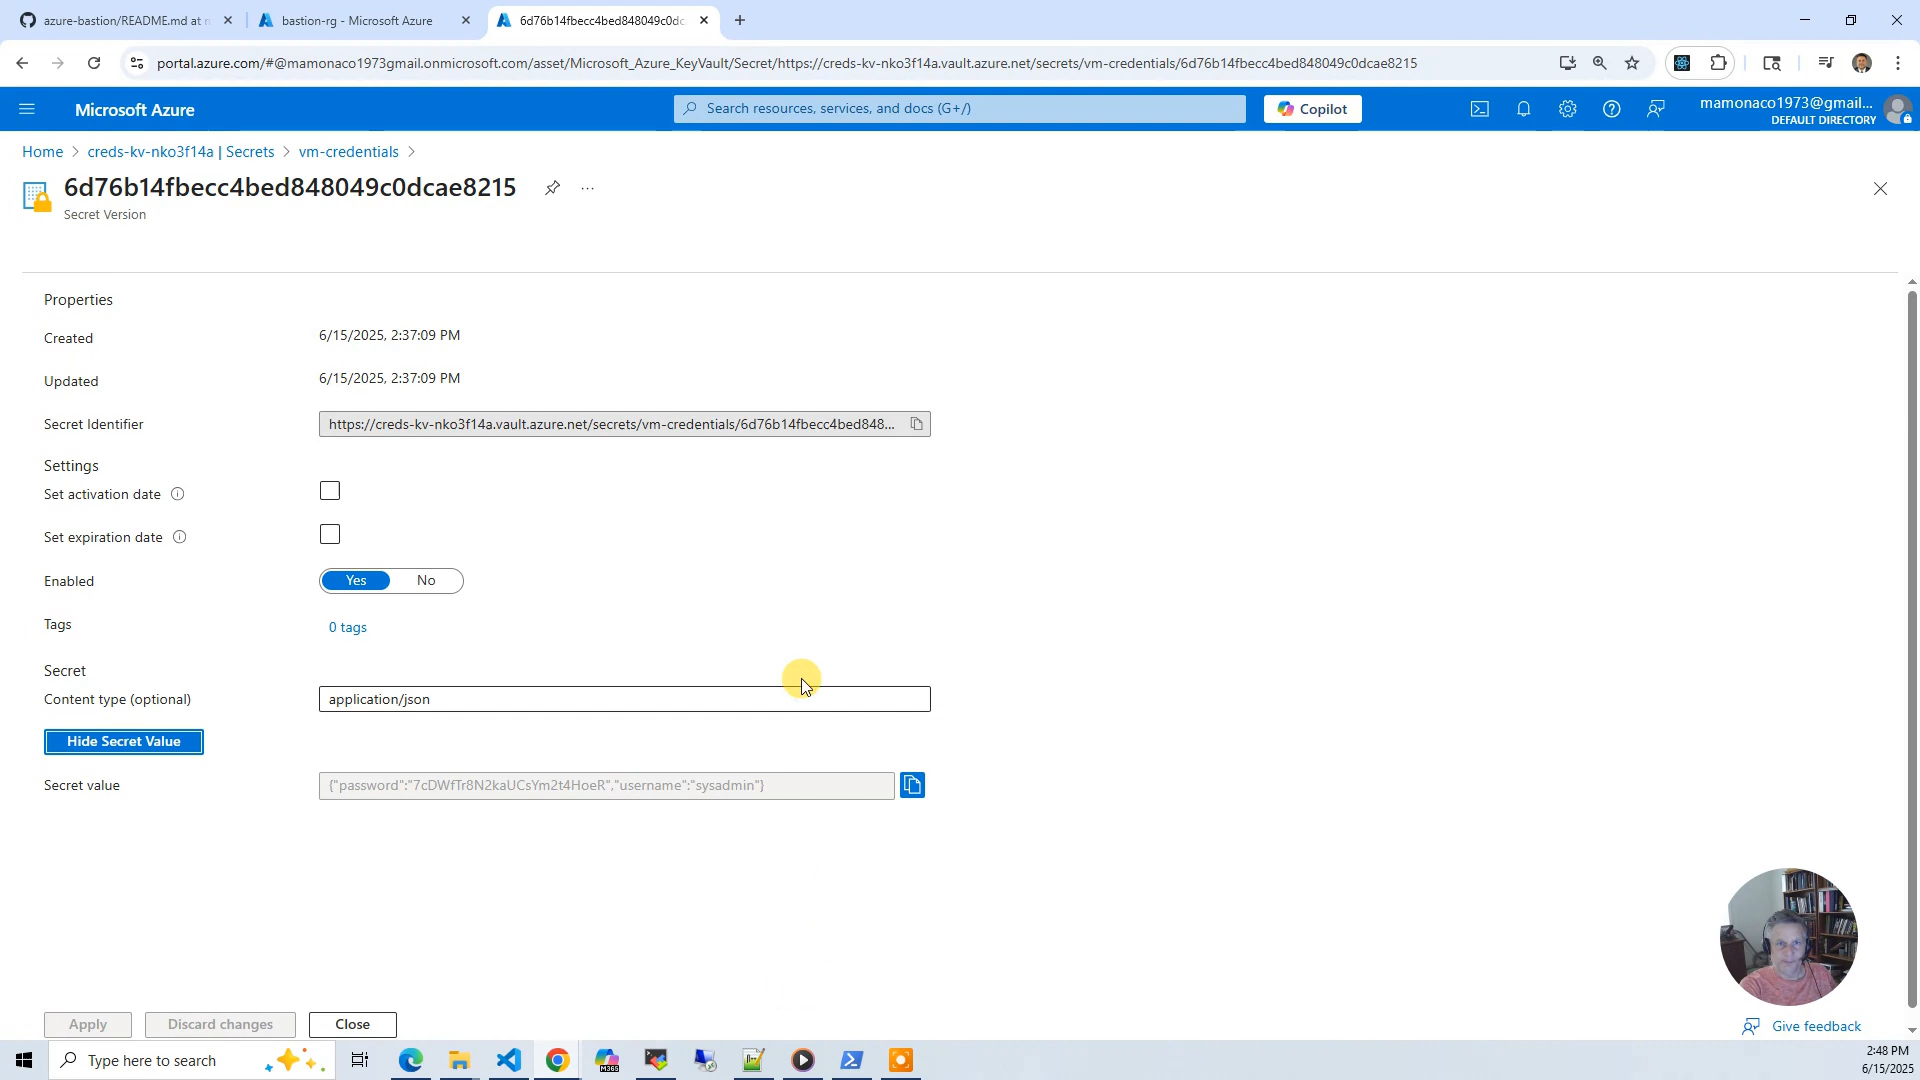 azure-bastion/README.md at m
bastion-rg - Microsoft Azure
6d76b14fbecc4bed848049c0dc
portal.azure.com/#@mamonaco1973gmail.onmicrosoft.com/asset/Microsoft_Azure_KeyVault/Secret/https://creds-kv-nko3f14a.vault.azure.net/secrets/vm-credentials/6d76b14fbecc4bed848049c0dcae8215
Microsoft Azure
Search resources, services, and docs (G+/)
Copilot
mamonaco1973@gmail...
DEFAULT DIRECTORY
Home > creds-kv-nko3f14a | Secrets > vm-credentials >
6d76b14fbecc4bed848049c0dcae8215
Secret Version
Properties
Created 6/15/2025, 2:37:09 PM
Updated 6/15/2025, 2:37:09 PM
Secret Identifier https://creds-kv-nko3f14a.vault.azure.net/secrets/vm-credentials/6d76b14fbecc4bed848...
Settings
Set activation date
Set expiration date
Enabled Yes No
Tags 0 tags
Secret
Content type (optional) application/json
Hide Secret Value
Secret value {"password":"7cDWfTr8N2kaUCsYm2t4HoeR","username":"sysadmin"}
Apply Discard changes Close
Give feedback
Type here to search
M365
2:48 PM
6/15/2025